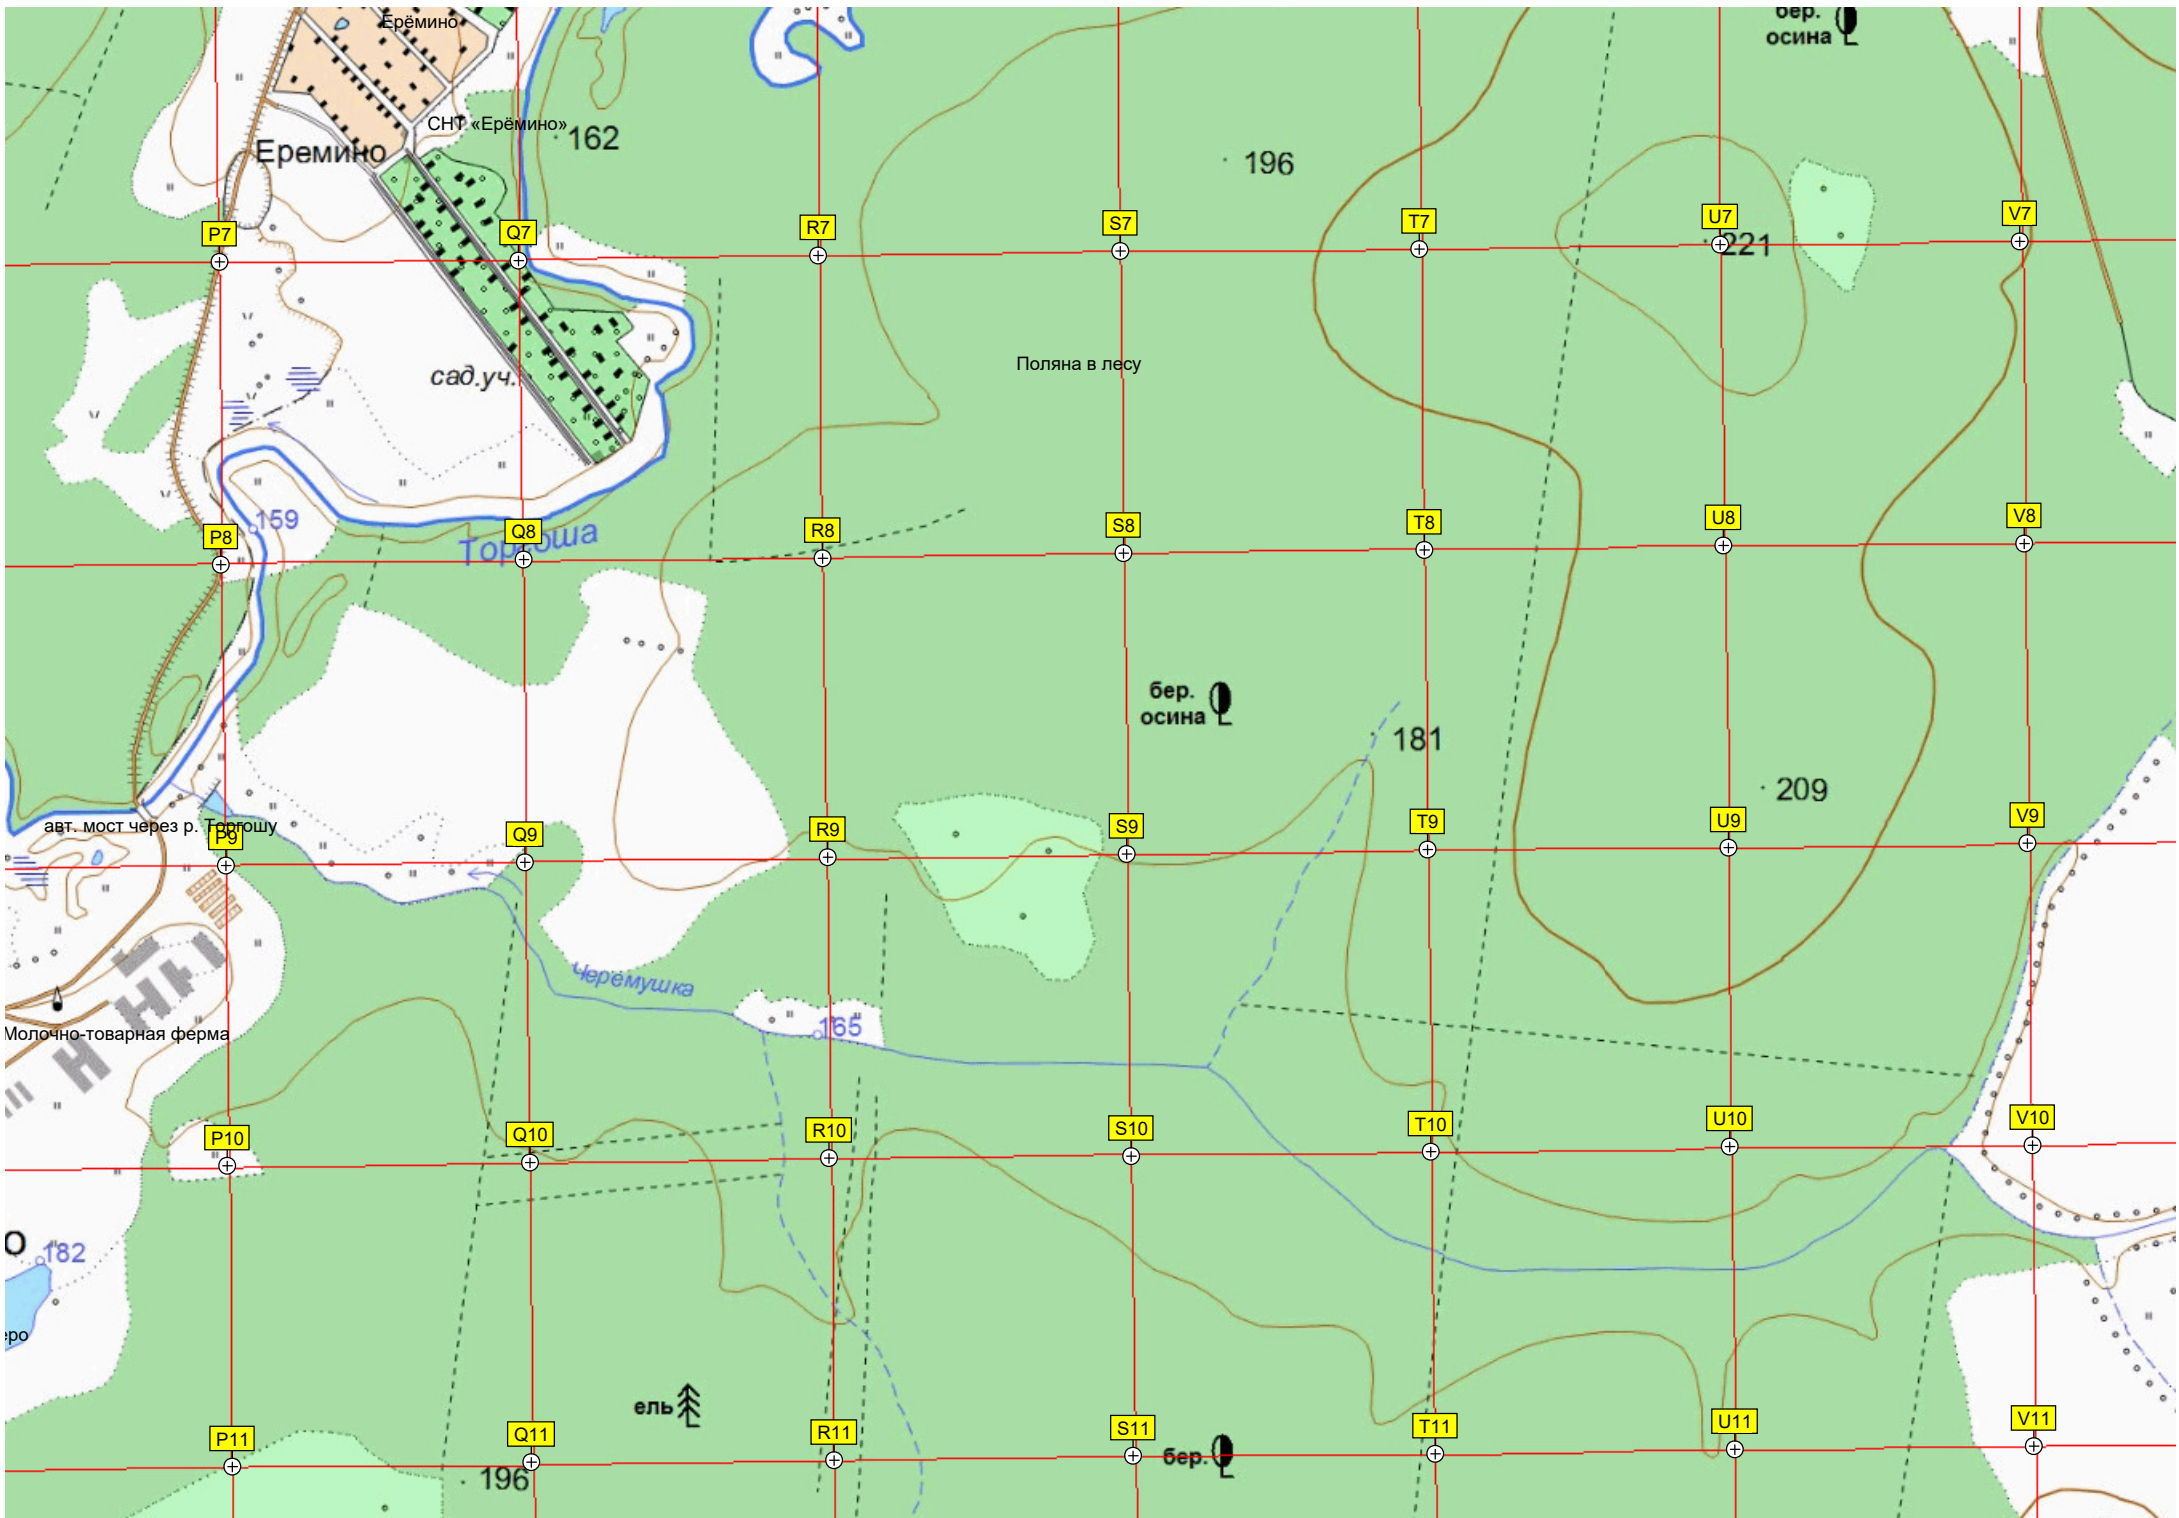 Ерёмино
бер.
осина
СНТ «Ерёмино»
162
Еремино
196
P7
Q7
R7
S7
T7
U7
V7
221
Поляна в лесу
сад.уч.
159
P8
Q8
R8
S8
T8
U8
V8
Торгоша
бер.
осина
181
209
авт. мост через р. Торгошу
P9
Q9
R9
S9
T9
U9
V9
Черёмушка
165
Молочно-товарная ферма
P10
Q10
R10
S10
T10
U10
V10
О
182
еро
ель
P11
Q11
R11
S11
T11
U11
V11
бер.
196